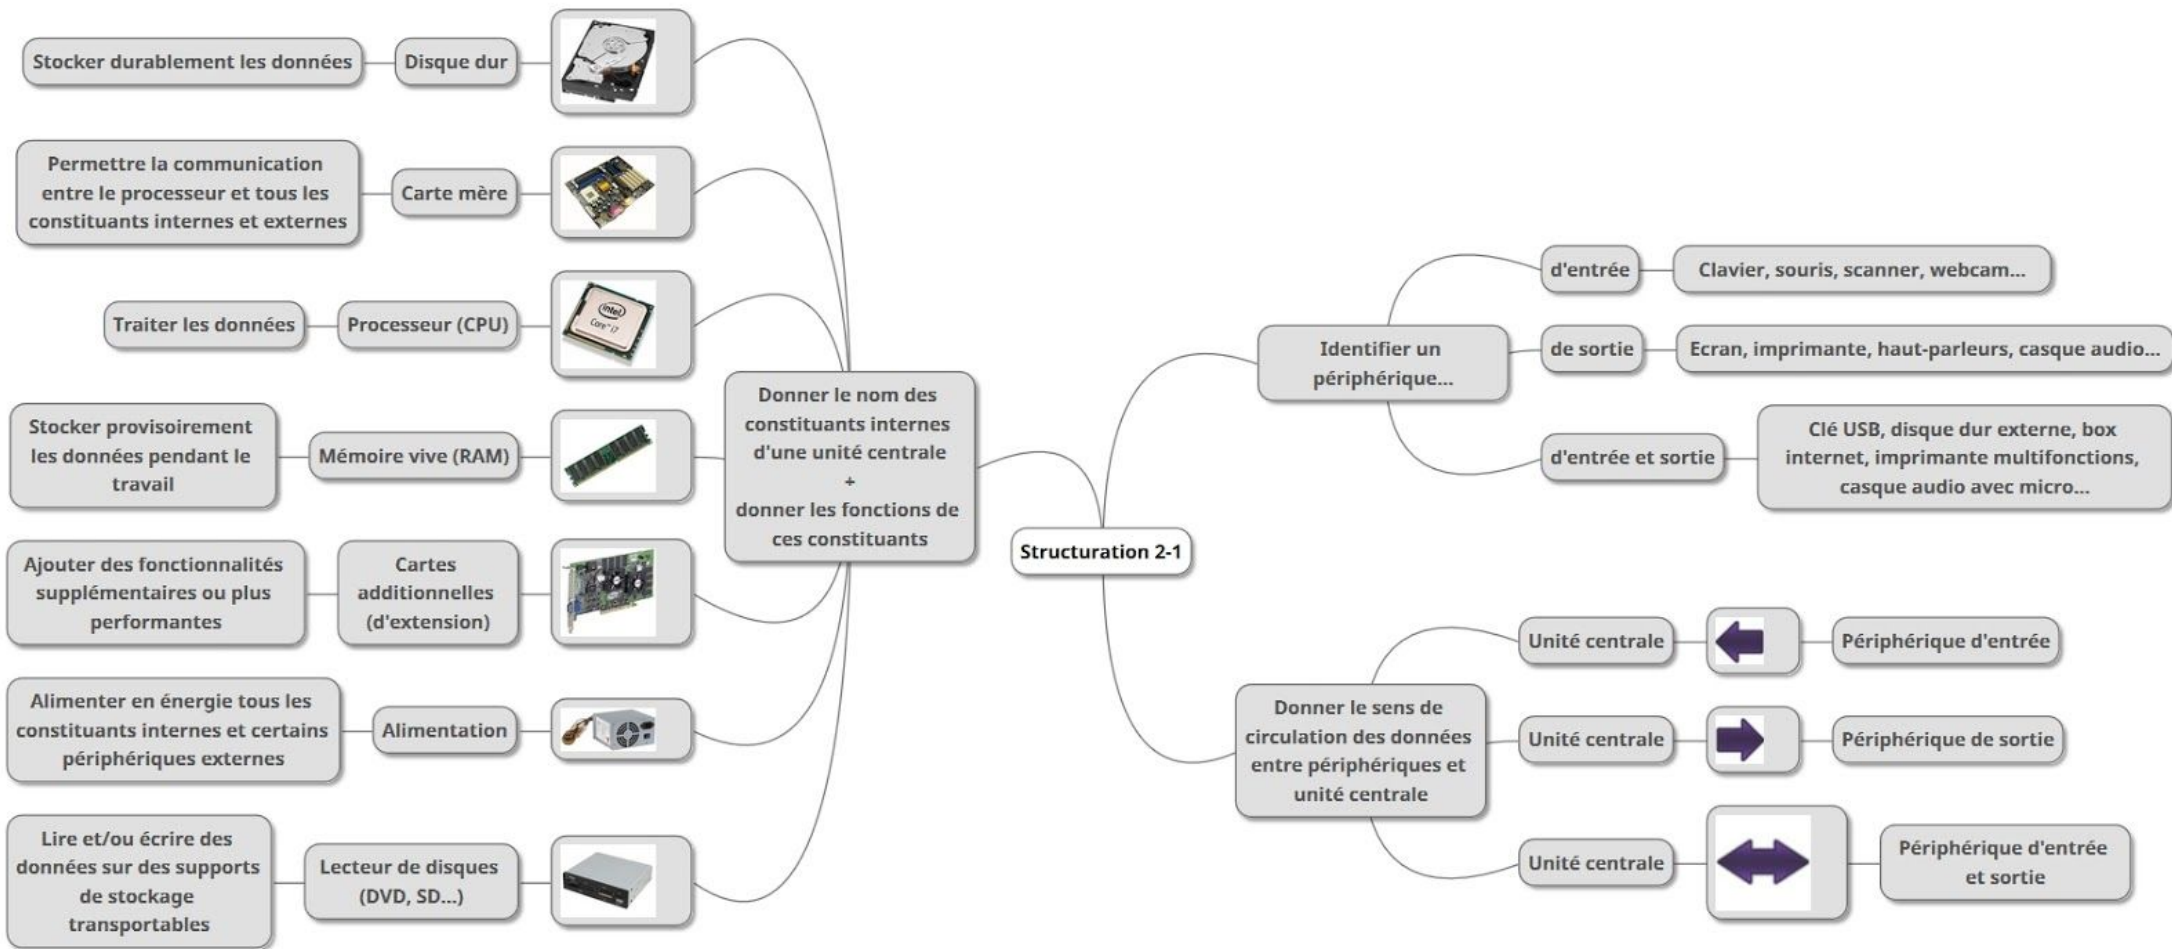 Stocker durablement les données
Disque dur
Permettre la communication
entre le processeur et tous les
constituants internes et externes
Carte mère
Traiter les données
Processeur (CPU)
intel
Core™ i7
Stocker provisoirement
les données pendant le
travail
Mémoire vive (RAM)
Ajouter des fonctionnalités
supplémentaires ou plus
performantes
Cartes
additionnelles
(d'extension)
Alimenter en énergie tous les
constituants internes et certains
périphériques externes
Alimentation
Lire et/ou écrire des
données sur des supports
de stockage
transportables
Lecteur de disques
(DVD, SD...)
Donner le nom des
constituants internes
d'une unité centrale
+
donner les fonctions de
ces constituants
Structuration 2-1
Identifier un
périphérique...
d'entrée
Clavier, souris, scanner, webcam...
de sortie
Ecran, imprimante, haut-parleurs, casque audio...
d'entrée et sortie
Clé USB, disque dur externe, box
internet, imprimante multifonctions,
casque audio avec micro...
Donner le sens de
circulation des données
entre périphériques et
unité centrale
Unité centrale
Périphérique d'entrée
Unité centrale
Périphérique de sortie
Unité centrale
Périphérique d'entrée
et sortie